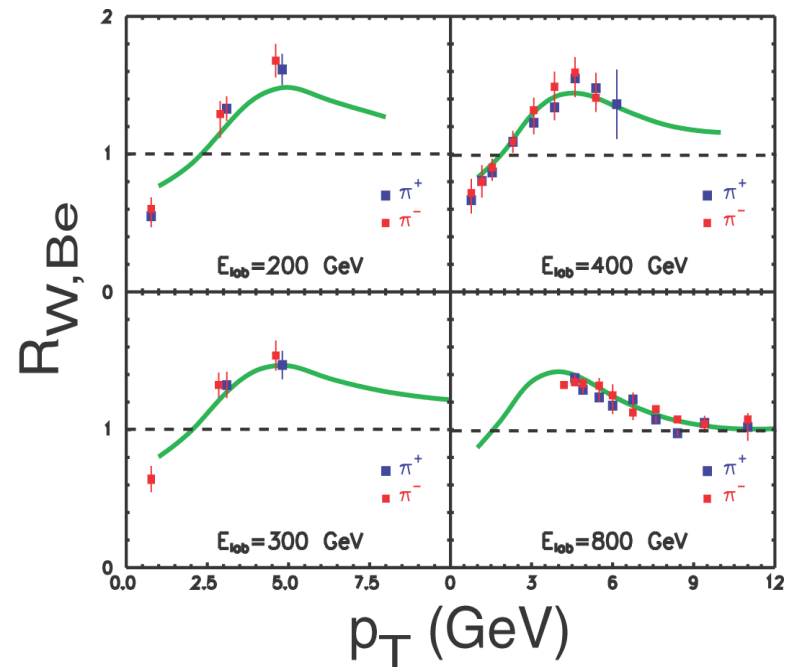 R_W,Be
2
1
0
π⁺
π⁻
E_lab=200 GeV
π⁺
π⁻
E_lab=400 GeV
1
0
π⁺
π⁻
E_lab=300 GeV
π⁺
π⁻
E_lab=800 GeV
0.0 2.5 5.0 7.5 0 3 6 9 12
p_T (GeV)